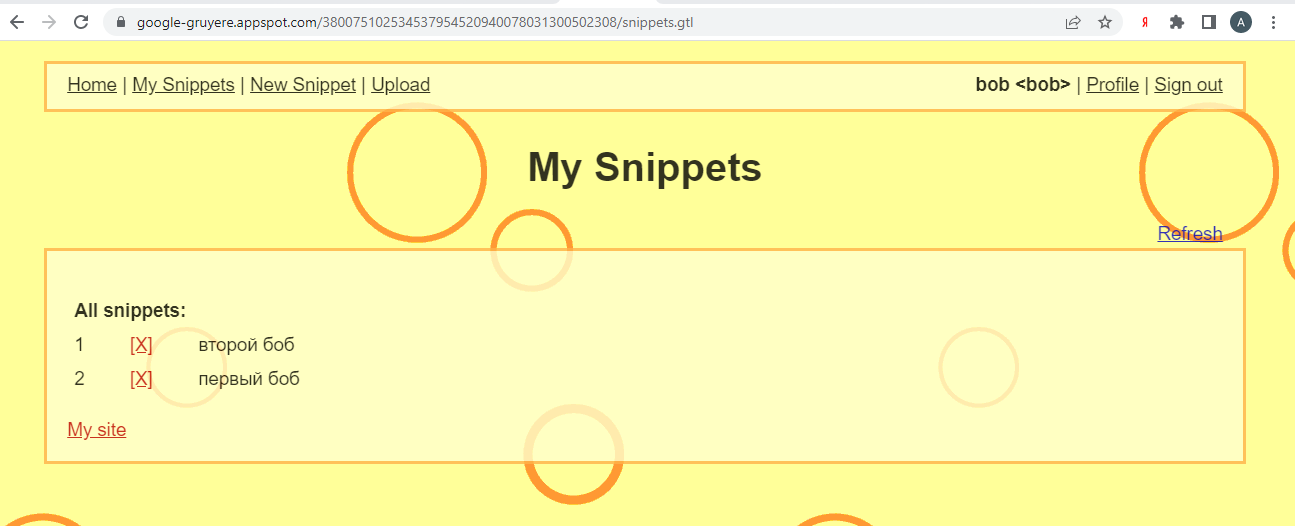 google-gruyere.appspot.com/380075102534537954520940078031300502308/snippets.gtl
Я
A
Home | My Snippets | New Snippet | Upload
bob <bob> | Profile | Sign out
My Snippets
Refresh
All snippets:
1 [X] второй боб
2 [X] первый боб
My site